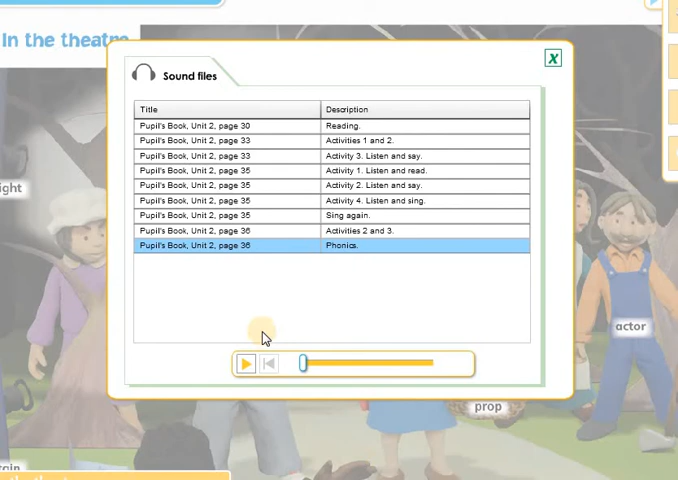 In the theatre
Sound files
X
Title Description
Pupil's Book, Unit 2, page 30 Reading.
Pupil's Book, Unit 2, page 33 Activities 1 and 2.
Pupil's Book, Unit 2, page 33 Activity 3. Listen and say.
Pupil's Book, Unit 2, page 35 Activity 1. Listen and read.
Pupil's Book, Unit 2, page 35 Activity 2. Listen and say.
Pupil's Book, Unit 2, page 35 Activity 4. Listen and sing.
Pupil's Book, Unit 2, page 35 Sing again.
Pupil's Book, Unit 2, page 36 Activities 2 and 3.
Pupil's Book, Unit 2, page 36 Phonics.
actor
prop